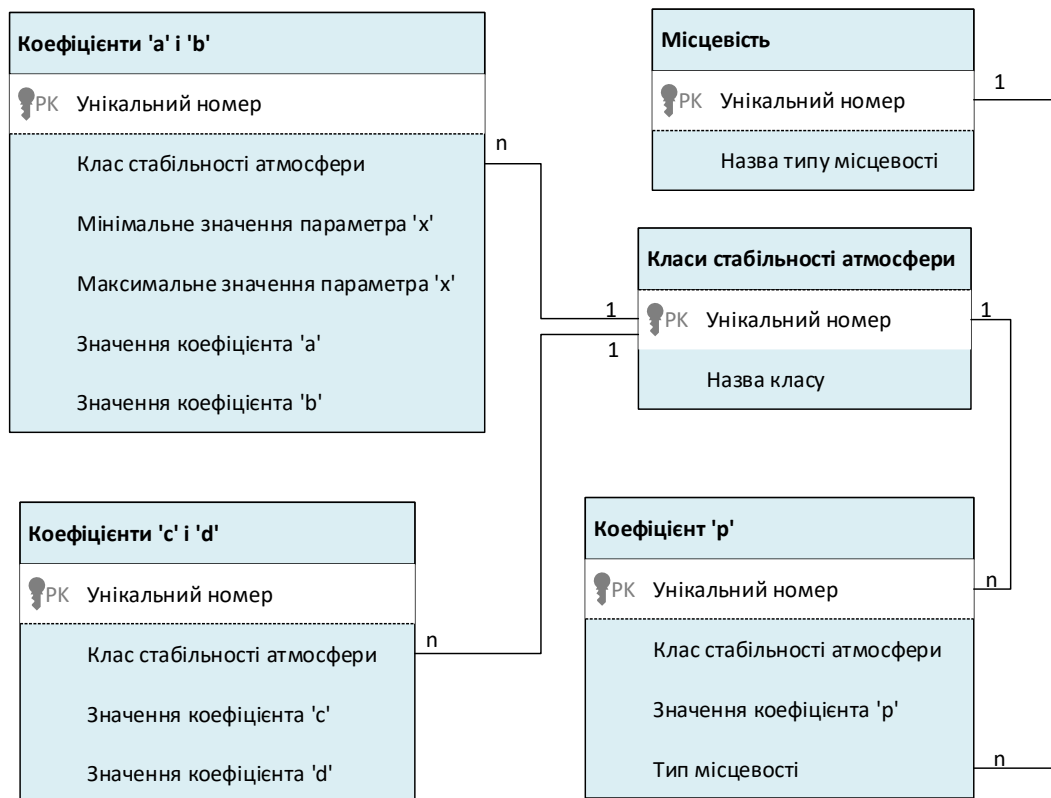 Коефіцієнти 'a' і 'b'
PK Унікальний номер
Клас стабільності атмосфери
Мінімальне значення параметра 'x'
Максимальне значення параметра 'x'
Значення коефіцієнта 'a'
Значення коефіцієнта 'b'
n
Місцевість
PK Унікальний номер
Назва типу місцевості
1
Класи стабільності атмосфери
1
PK Унікальний номер
1
1
Назва класу
Коефіцієнти 'c' і 'd'
PK Унікальний номер
Клас стабільності атмосфери
n
Значення коефіцієнта 'c'
Значення коефіцієнта 'd'
Коефіцієнт 'p'
PK Унікальний номер
n
Клас стабільності атмосфери
Значення коефіцієнта 'p'
Тип місцевості
n